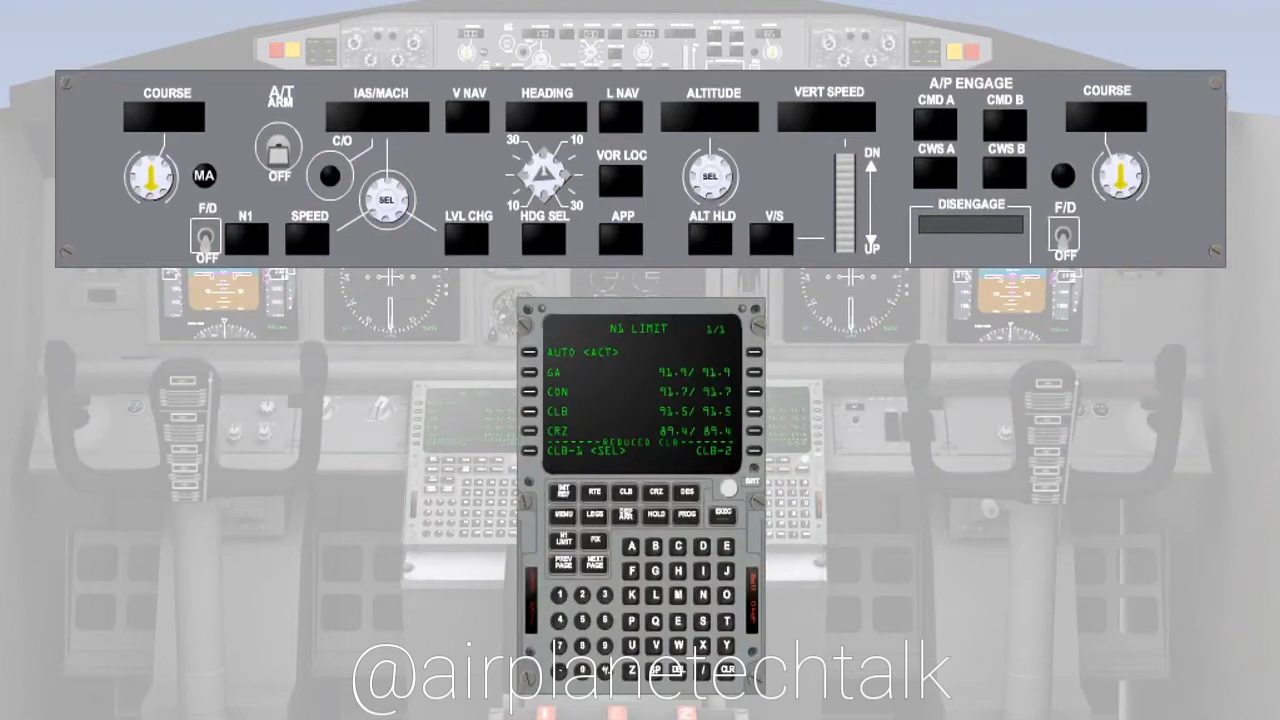 COURSE
A/T
ARM
OFF
IAS/MACH
C/O
V NAV
HEADING
L NAV
ALTITUDE
VERT SPEED
A/P ENGAGE
CMD A CMD B
CWS A CWS B
DISENGAGE
COURSE
MA
F/D
OFF
N1
SPEED
SEL
LVL CHG
30 10
10 30
HDG SEL
VOR LOC
APP
SEL
ALT HLD
V/S
DN
UP
F/D
OFF
N1 LIMIT 1/1
AUTO <ACT>
GA 91.9/ 91.9
CON 91.7/ 91.7
CLB 91.5/ 91.5
CRZ 89.4/ 89.4
REDUCED CLB
CLB-1 <SEL> CLB-2
BRT
INIT REF RTE CLB CRZ DES
MENU LEGS DEP ARR HOLD PROG EXEC
N1 LIMIT FIX
PREV PAGE NEXT PAGE
A B C D E
F G H I J
1 2 3 K L M N O
4 5 6 P Q E S T
7 8 9 U V W X Y
0 +/- Z SP DEL / CLR
@airplanetechtalk